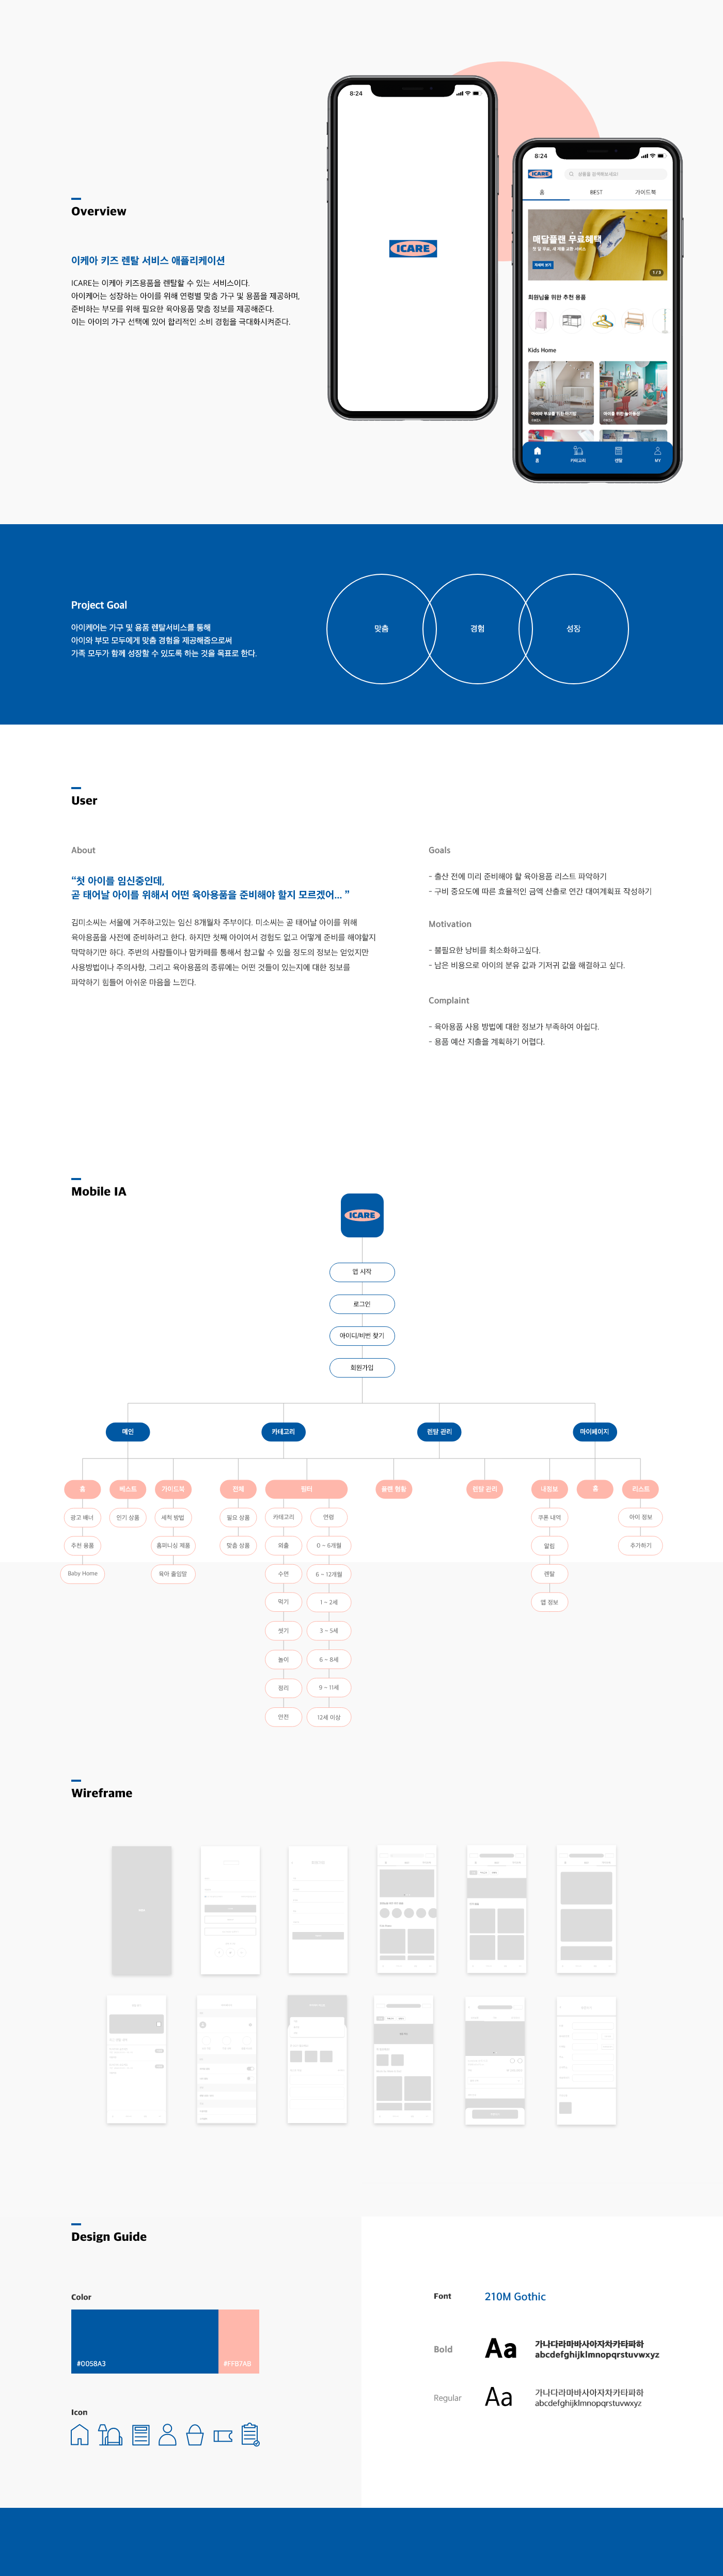 8:24
ICARE
8:24
ICARE
홈
BEST
가이드북
매달플랜 무료혜택
1 / 5
회원님을 위한 추천 용품
Kids Home
홈
카테고리
렌탈
MY
Overview
이케아 키즈 렌탈 서비스 애플리케이션
ICARE는 이케아 키즈용품을 렌탈할 수 있는 서비스이다.
아이케어는 성장하는 아이를 위해 연령별 맞춤 가구 및 용품을 제공하며,
준비하는 부모를 위해 필요한 육아용품 맞춤 정보를 제공해준다.
이는 아이의 가구 선택에 있어 합리적인 소비 경험을 극대화시켜준다.
Project Goal
아이케어는 가구 및 용품 렌탈서비스를 통해
아이와 부모 모두에게 맞춤 경험을 제공해줌으로써
가족 모두가 함께 성장할 수 있도록 하는 것을 목표로 한다.
맞춤
경험
성장
User
About
“첫 아이를 임신중인데,
곧 태어날 아이를 위해서 어떤 육아용품을 준비해야 할지 모르겠어... ”
김미소씨는 서울에 거주하고있는 임신 8개월차 주부이다. 미소씨는 곧 태어날 아이를 위해
육아용품을 사전에 준비하려고 한다. 하지만 첫째 아이여서 경험도 없고 어떻게 준비를 해야할지
막막하기만 하다. 주변의 사람들이나 맘카페를 통해서 참고할 수 있을 정도의 정보는 얻었지만
사용방법이나 주의사항, 그리고 육아용품의 종류에는 어떤 것들이 있는지에 대한 정보를
파악하기 힘들어 아쉬운 마음을 느낀다.
Goals
- 출산 전에 미리 준비해야 할 육아용품 리스트 파악하기
- 구비 중요도에 따른 효율적인 금액 산출로 연간 대여계획표 작성하기
Motivation
- 불필요한 낭비를 최소화하고싶다.
- 남은 비용으로 아이의 분유 값과 기저귀 값을 해결하고 싶다.
Complaint
- 육아용품 사용 방법에 대한 정보가 부족하여 아쉽다.
- 용품 예산 지출을 계획하기 어렵다.
Mobile IA
ICARE
앱 시작
로그인
아이디/비번 찾기
회원가입
메인
카테고리
렌탈 관리
마이페이지
홈
베스트
가이드북
전체
필터
용품 찜통
렌탈 관리
내정보
홈
리스트
광고 배너
인기 상품
세척 방법
필요 상품
카테고리
연령
쿠폰 내역
아이 정보
추천 용품
홈퍼니싱 제품
맞춤 상품
외출
0 ~ 6개월
알림
추가하기
Baby Home
육아 줄임말
수면
6 ~ 12개월
렌탈
먹기
1 ~ 2세
앱 정보
씻기
3 ~ 5세
놀이
6 ~ 8세
정리
9 ~ 11세
안전
12세 이상
Wireframe
Design Guide
Color
#0058A3
#FFB7AB
Icon
Font
210M Gothic
Bold
Aa
가나다라마바사아자차카타파하
abcdefghijklmnopqrstuvwxyz
Regular
Aa
가나다라마바사아자차카타파하
abcdefghijklmnopqrstuvwxyz